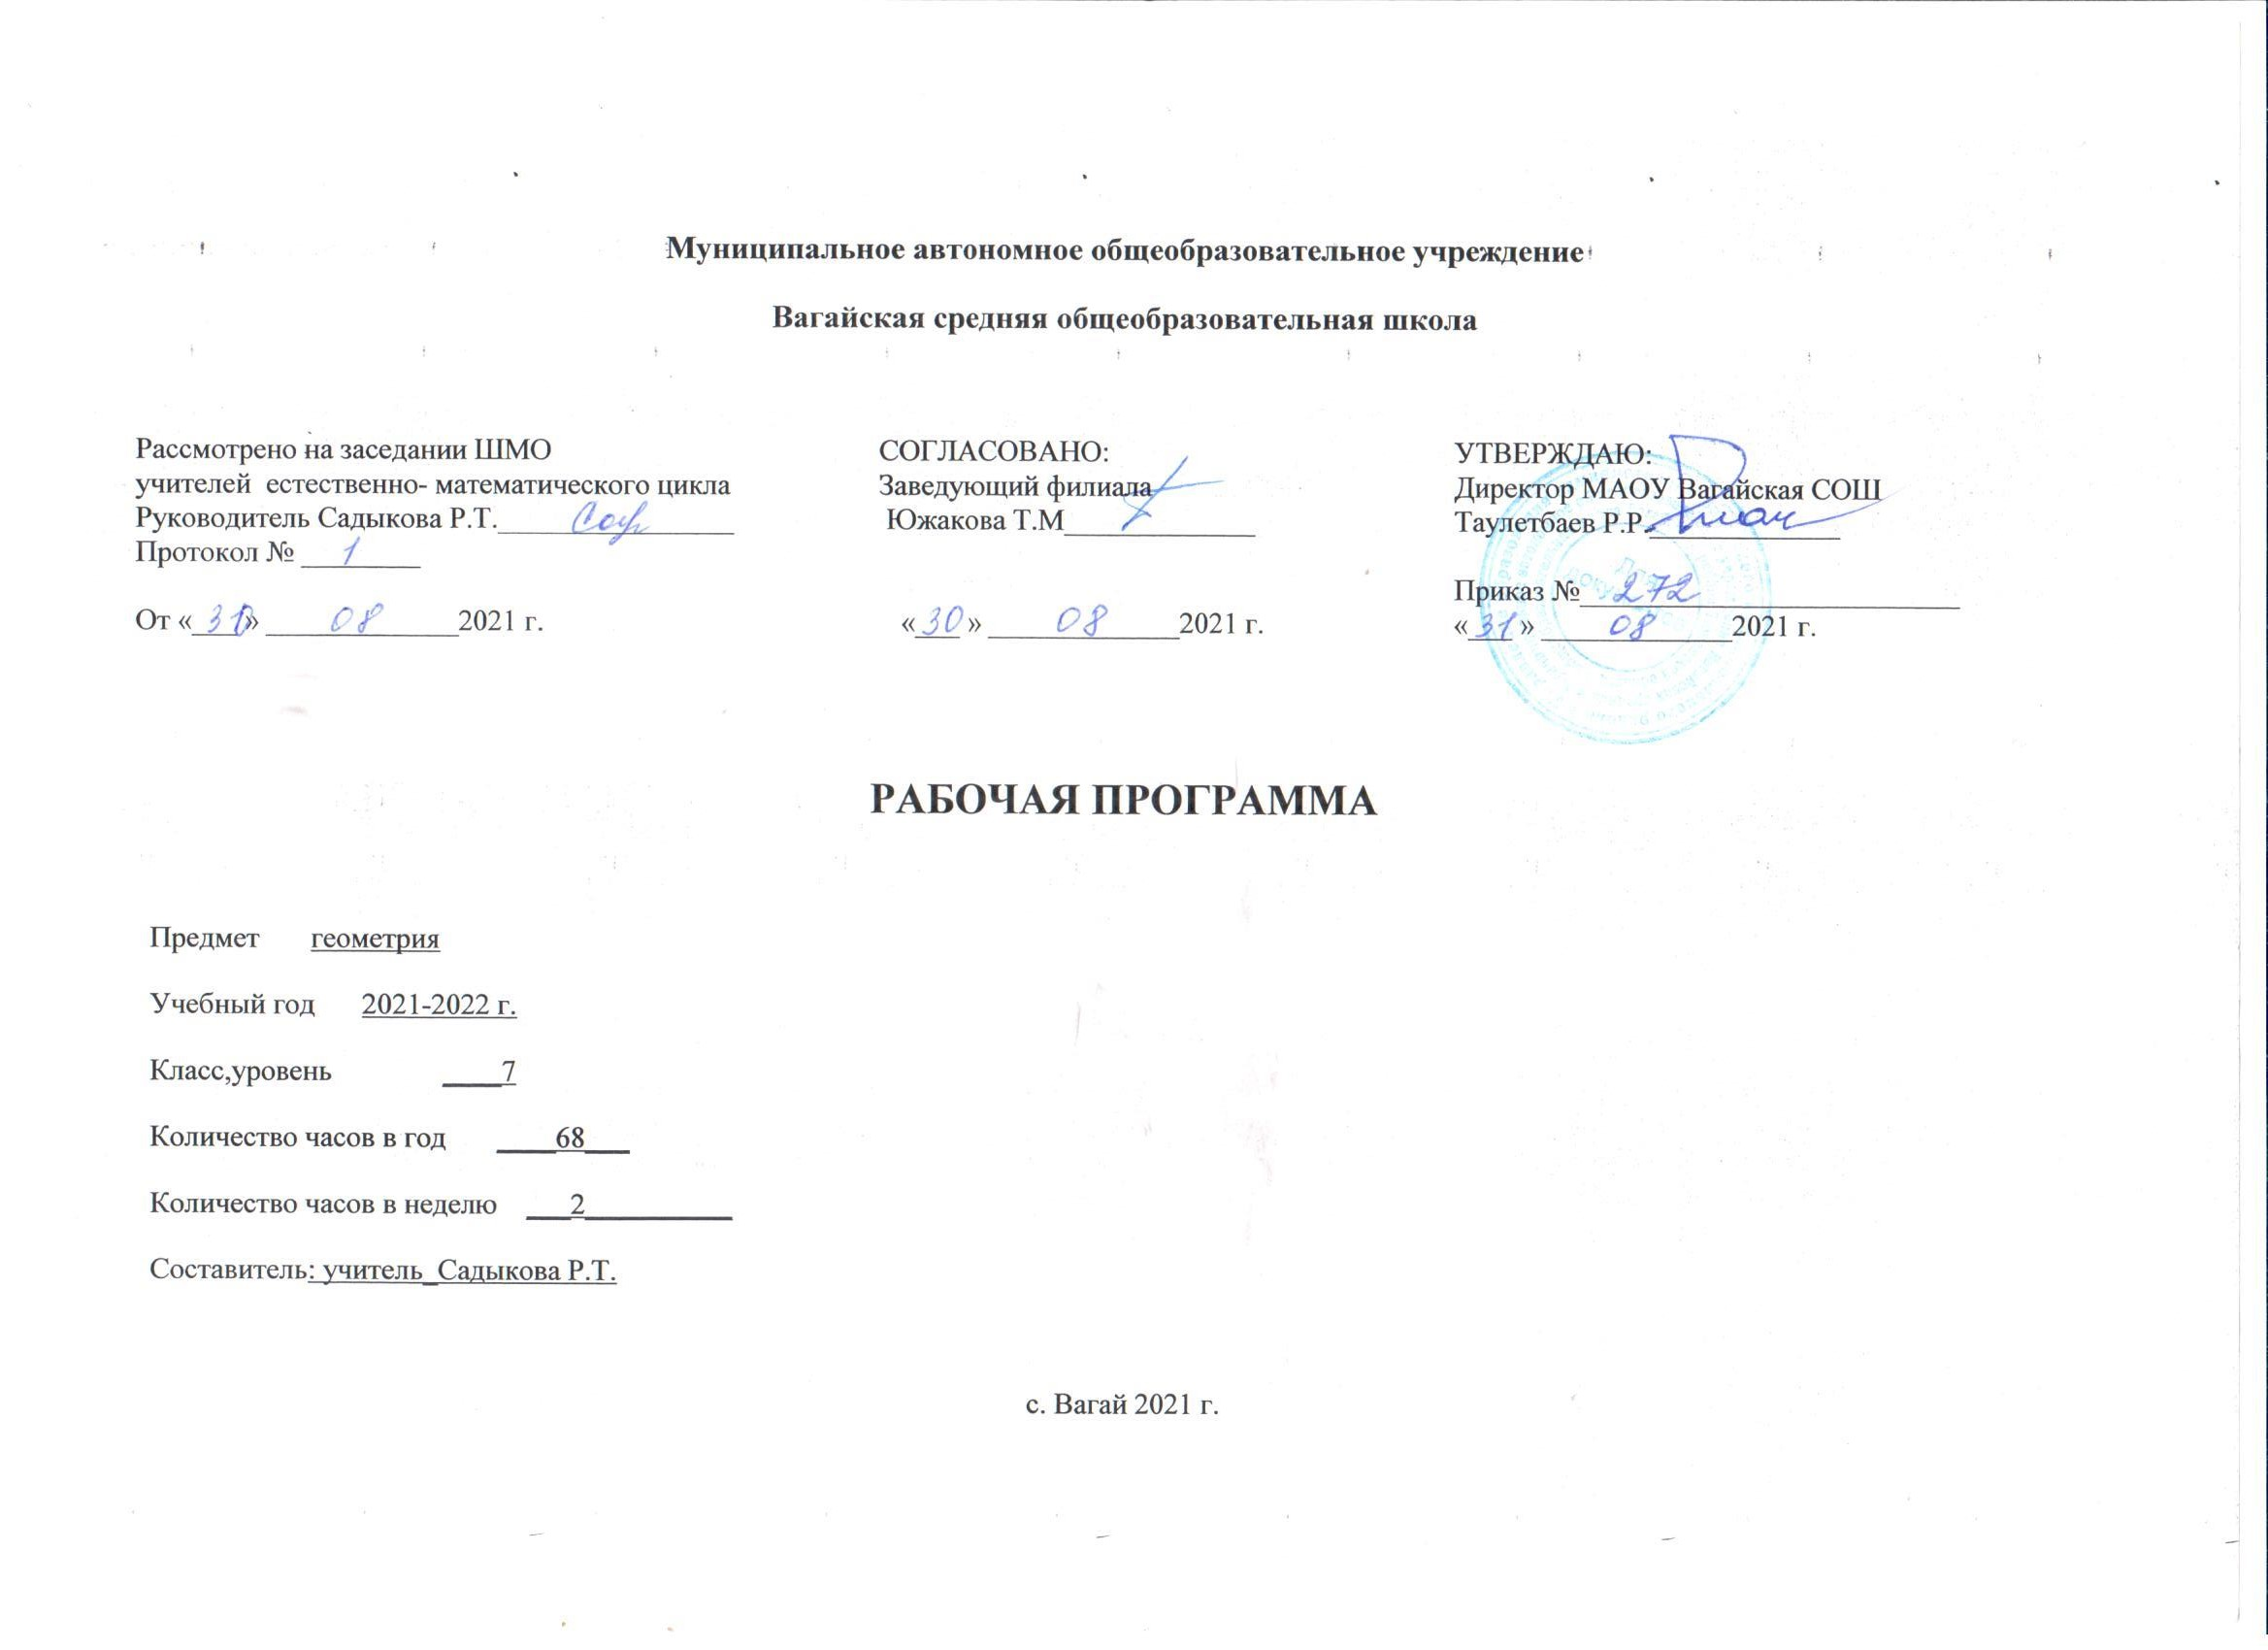 Муниципальное автономное общеобразовательное учреждение
Вагайская средняя общеобразовательная школа
Рассмотрено на заседании ШМО
учителей естественно- математического цикла
Руководитель Садыкова Р.Т.
Протокол № 1
От « » 08 2021 г.
СОГЛАСОВАНО:
Заведующий филиала
Южакова Т.М
«30» 08 2021 г.
УТВЕРЖДАЮ:
Директор МАОУ Вагайская СОШ
Таулетбаев Р.Р.
Приказ № 272
«31» 08 2021 г.
РАБОЧАЯ ПРОГРАММА
Предмет геометрия
Учебный год 2021-2022 г.
Класс,уровень 7
Количество часов в год 68
Количество часов в неделю 2
Составитель: учитель_Садыкова Р.Т.
с. Вагай 2021 г.